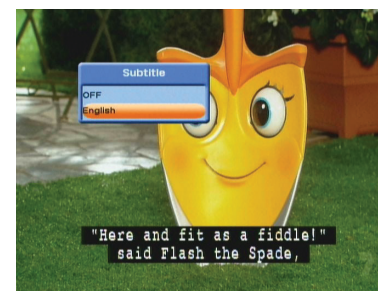 Subtitle
OFF
English
"Here and fit as a fiddle!"
said Flash the Spade,